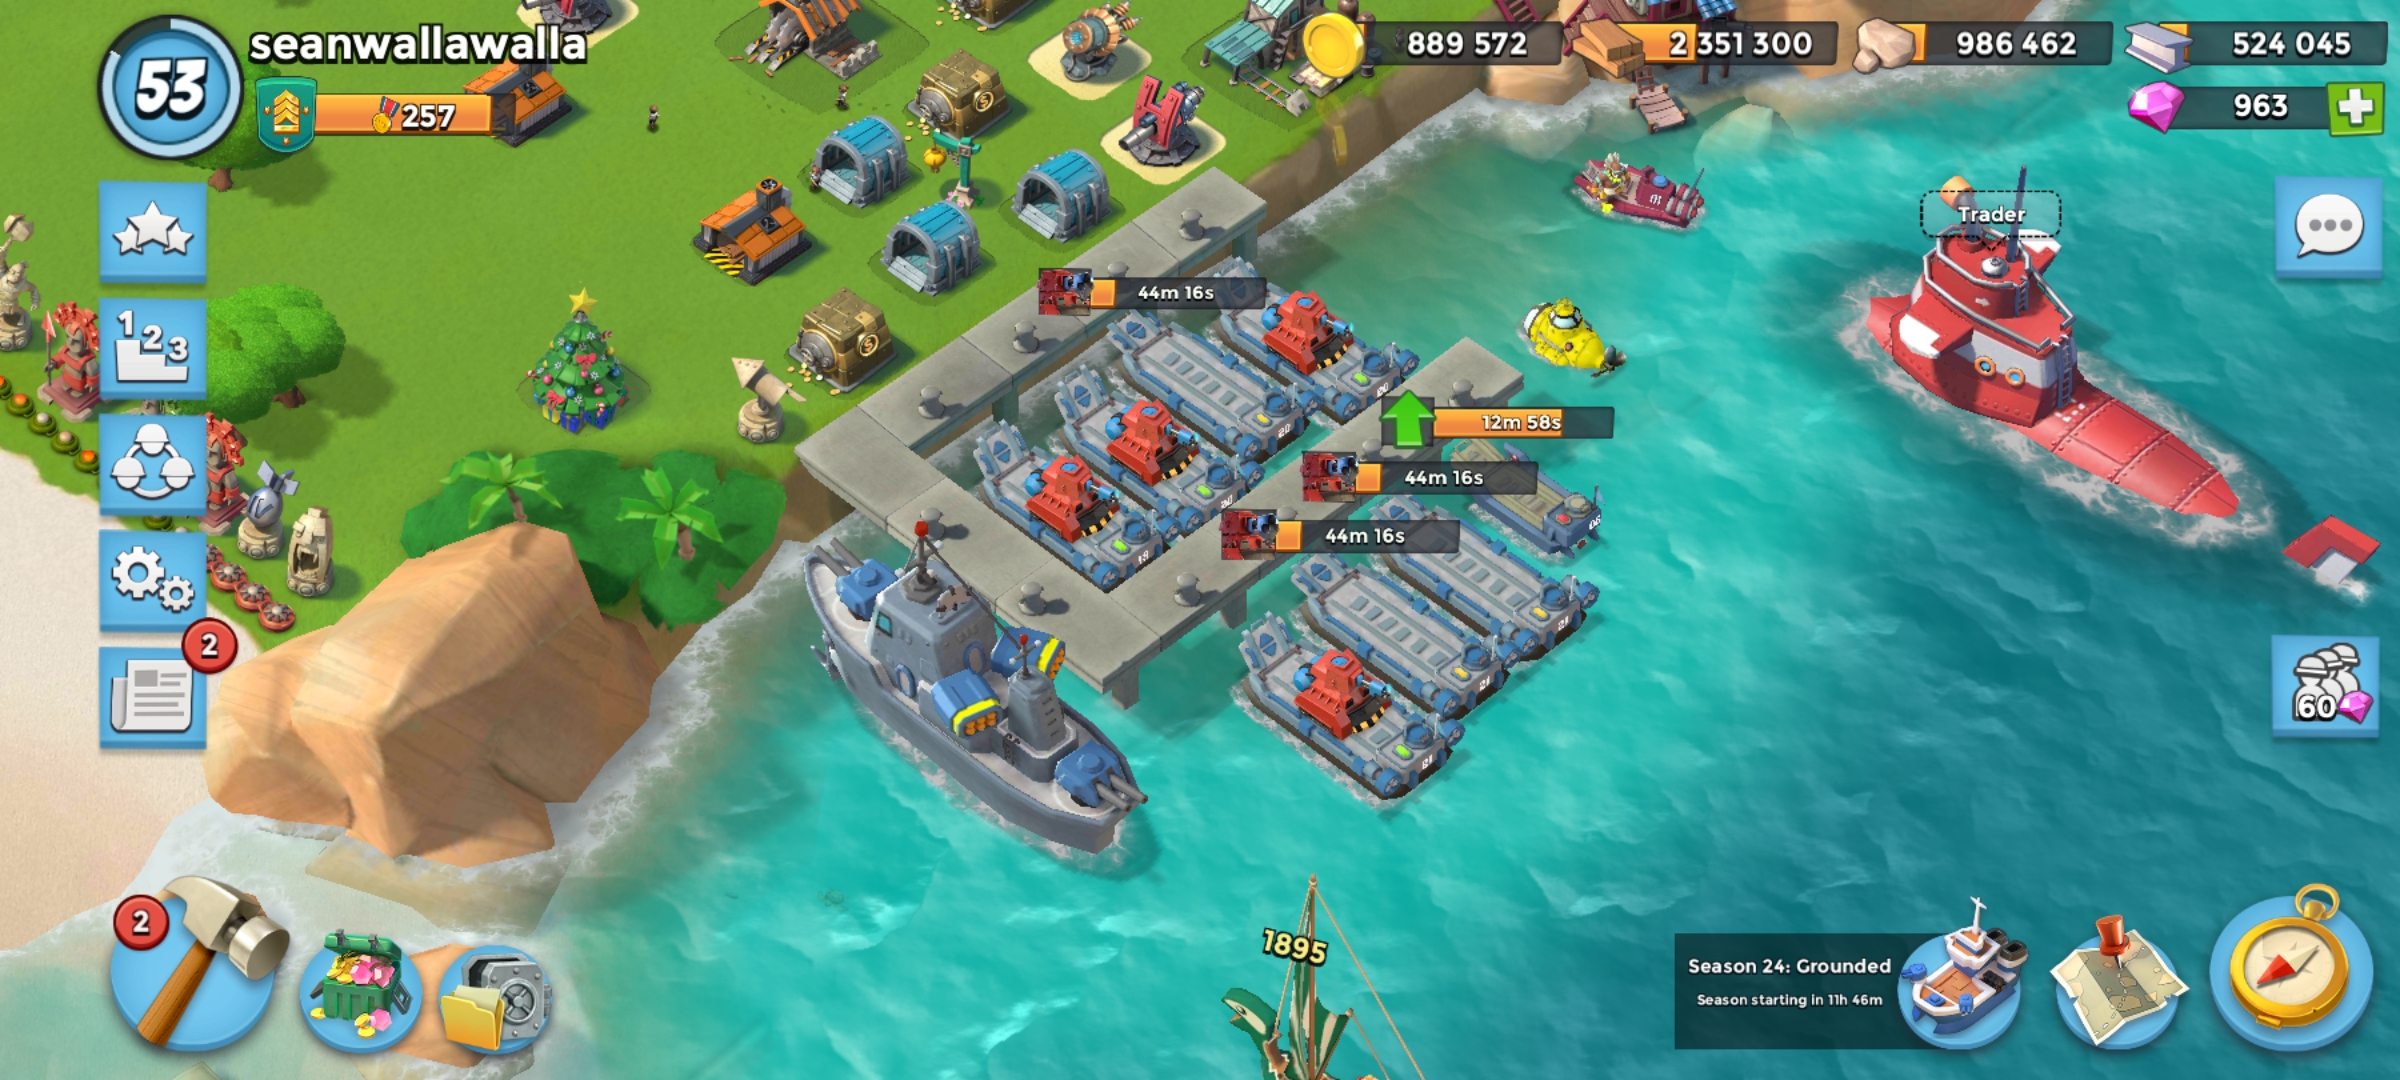 53
seanwallawalla
257
889 572
2 351 300
986 462
524 045
963
Trader
44m 16s
12m 58s
44m 16s
44m 16s
1 2 3
2
60
2
1895
Season 24: Grounded
Season starting in 11h 46m